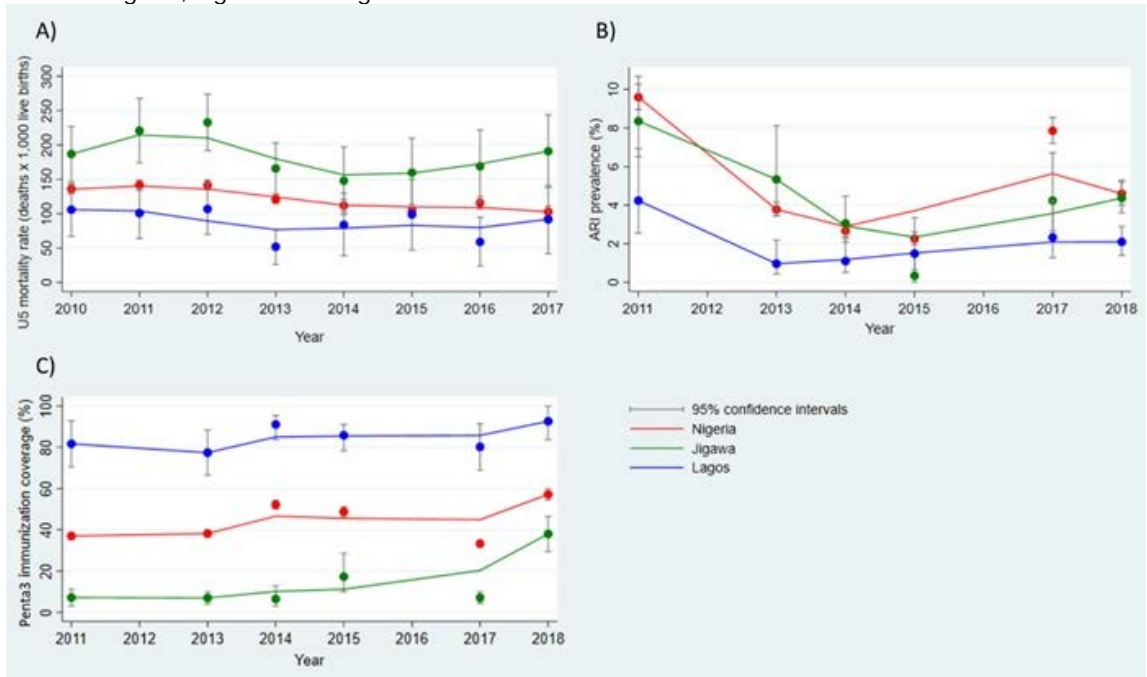 A)
U5 mortality rate (deaths x 1,000 live births)
300
250
200
150
100
50
0
2010 2011 2012 2013 2014 2015 2016 2017
Year
B)
ARI prevalence (%)
10
8
6
4
2
0
2011 2012 2013 2014 2015 2016 2017 2018
Year
C)
Penta3 immunization coverage (%)
100
80
60
40
20
0
2011 2012 2013 2014 2015 2016 2017 2018
Year
95% confidence intervals
Nigeria
Jigawa
Lagos